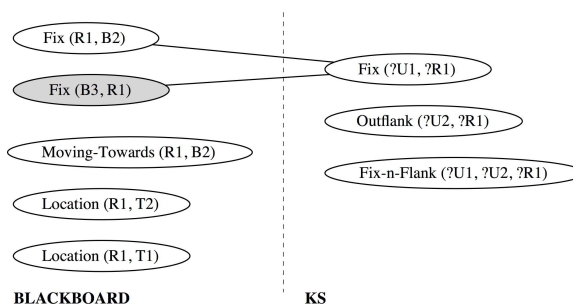 Fix (R1, B2)
Fix (B3, R1)
Moving-Towards (R1, B2)
Location (R1, T2)
Location (R1, T1)
BLACKBOARD
Fix (?U1, ?R1)
Outflank (?U2, ?R1)
Fix-n-Flank (?U1, ?U2, ?R1)
KS